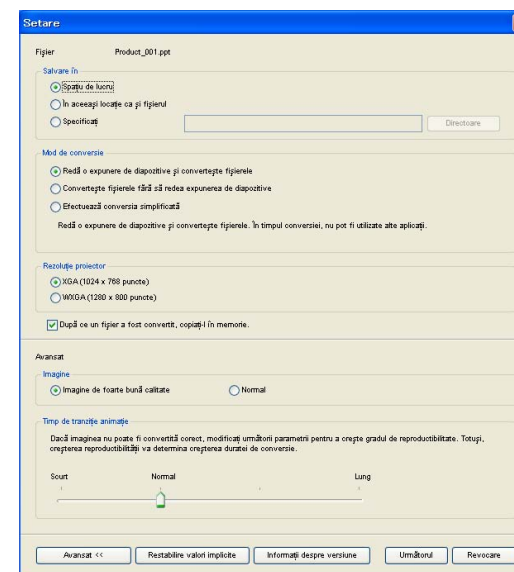 Setare
Fişier Product_001.ppt
Salvare în
Spaţiu de lucru
În aceeaşi locaţie ca şi fişierul
Specificaţi Directoare
Mod de conversie
Redă o expunere de diapozitive şi converteşte fişierele
Converteşte fişierele fără să redea expunerea de diapozitive
Efectuează conversia simplificată
Redă o expunere de diapozitive şi converteşte fişierele. În timpul conversiei, nu pot fi utilizate alte aplicaţii.
Rezoluţie proiector
XGA (1024 x 768 puncte)
WXGA (1280 x 800 puncte)
După ce un fişier a fost convertit, copiaţi-l în memorie.
Avansat
Imagine
Imagine de foarte bună calitate Normal
Timp de tranziţie animaţie
Dacă imaginea nu poate fi convertită corect, modificaţi următorii parametrii pentru a creşte gradul de reproductibilitate. Totuşi,
creşterea reproductibilităţii va determina creşterea duratei de conversie.
Scurt Normal Lung
Avansat << Restabilire valori implicite Informaţii despre versiune Următorul Revocare